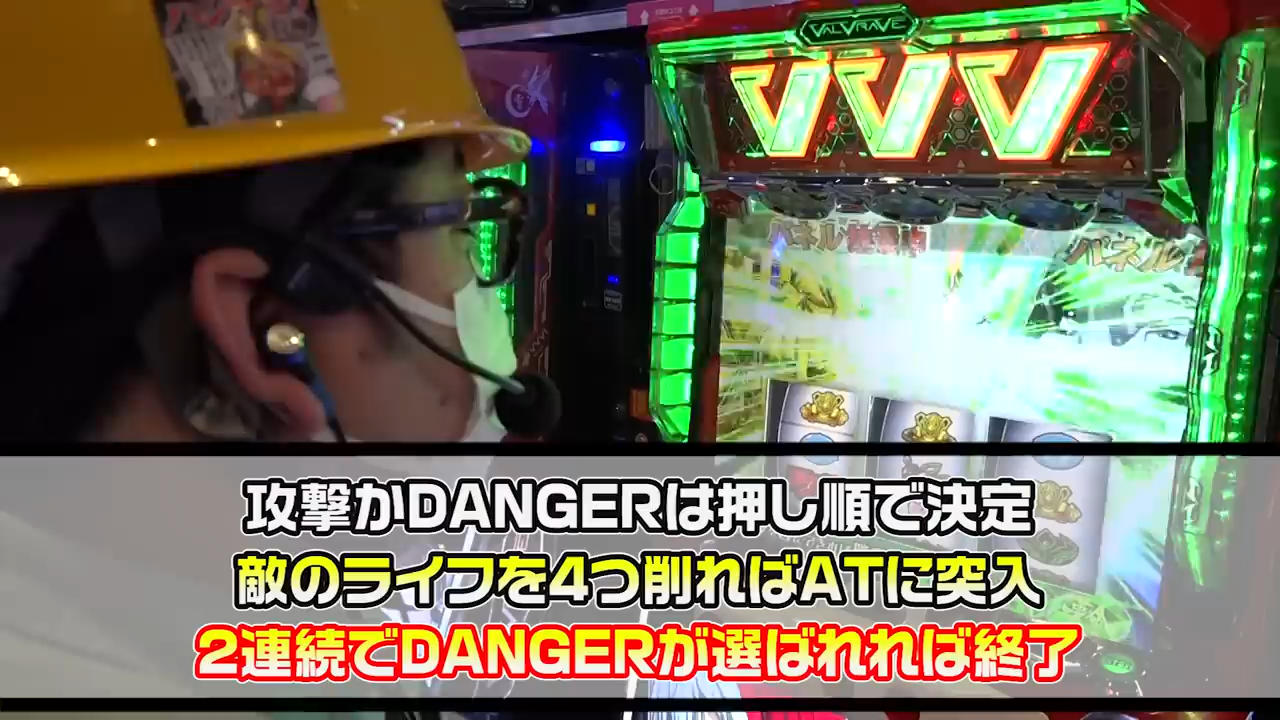 VALVRAVE
VVV
攻撃かDANGERは押し順で決定
敵のライフを4つ削ればATに突入
2連続でDANGERが選ばれれば終了